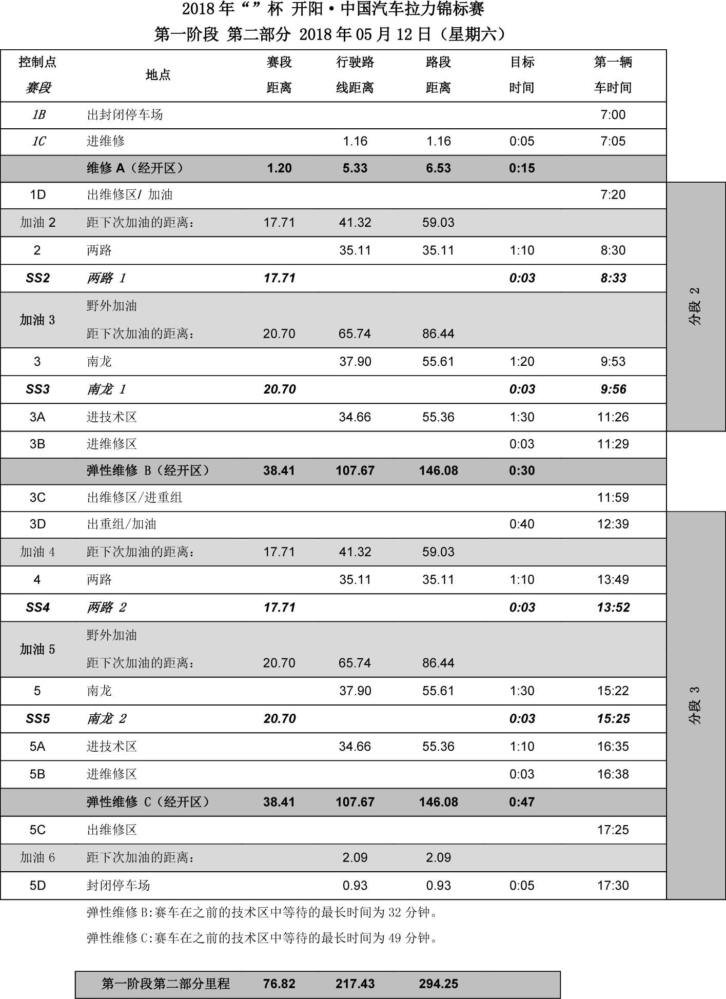 2018 年“”杯 开阳·中国汽车拉力锦标赛
第一阶段 第二部分 2018 年 05 月 12 日（星期六）
控制点 赛段 地点 赛段距离 行驶路线距离 路段距离 目标时间 第一辆车时间
1B 出封闭停车场 7:00
1C 进维修 1.16 1.16 0:05 7:05
维修 A（经开区） 1.20 5.33 6.53 0:15
1D 出维修区/ 加油 7:20
加油 2 距下次加油的距离: 17.71 41.32 59.03
2 两路 35.11 35.11 1:10 8:30
SS2 两路 1 17.71 0:03 8:33
分段 2
野外加油
加油 3
距下次加油的距离: 20.70 65.74 86.44
3 南龙 37.90 55.61 1:20 9:53
SS3 南龙 1 20.70 0:03 9:56
3A 进技术区 34.66 55.36 1:30 11:26
3B 进维修区 0:03 11:29
弹性维修 B（经开区） 38.41 107.67 146.08 0:30
3C 出维修区/进重组 11:59
3D 出重组/加油 0:40 12:39
加油 4 距下次加油的距离: 17.71 41.32 59.03
4 两路 35.11 35.11 1:10 13:49
SS4 两路 2 17.71 0:03 13:52
野外加油
加油 5
距下次加油的距离: 20.70 65.74 86.44
5 南龙 37.90 55.61 1:30 15:22
分段 3
SS5 南龙 2 20.70 0:03 15:25
5A 进技术区 34.66 55.36 1:10 16:35
5B 进维修区 0:03 16:38
弹性维修 C（经开区） 38.41 107.67 146.08 0:47
5C 出维修区 17:25
加油 6 距下次加油的距离: 2.09 2.09
5D 封闭停车场 0.93 0.93 0:05 17:30
弹性维修 B:赛车在之前的技术区中等待的最长时间为 32 分钟。
弹性维修 C:赛车在之前的技术区中等待的最长时间为 49 分钟。
第一阶段第二部分里程 76.82 217.43 294.25